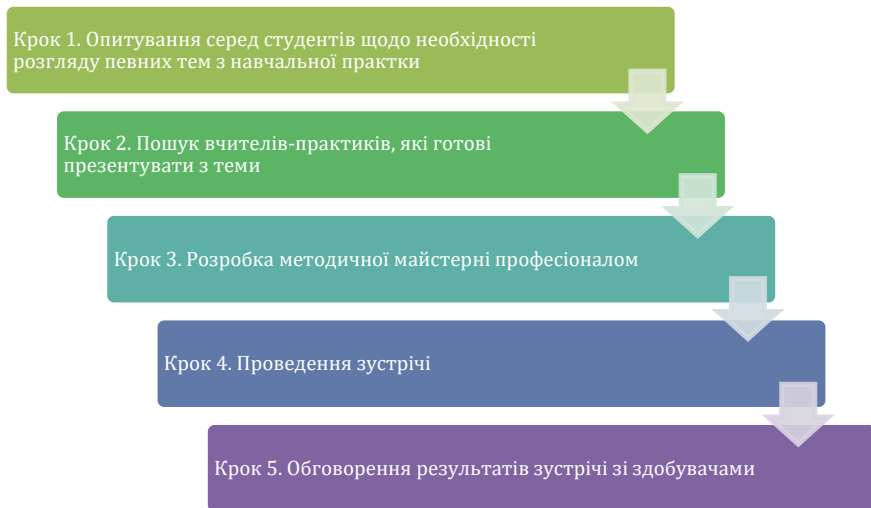 Крок 1. Опитування серед студентів щодо необхідності
розгляду певних тем з навчальної практки
Крок 2. Пошук вчителів-практиків, які готові
презентувати з теми
Крок 3. Розробка методичної майстерні професіоналом
Крок 4. Проведення зустрічі
Крок 5. Обговорення результатів зустрічі зі здобувачами